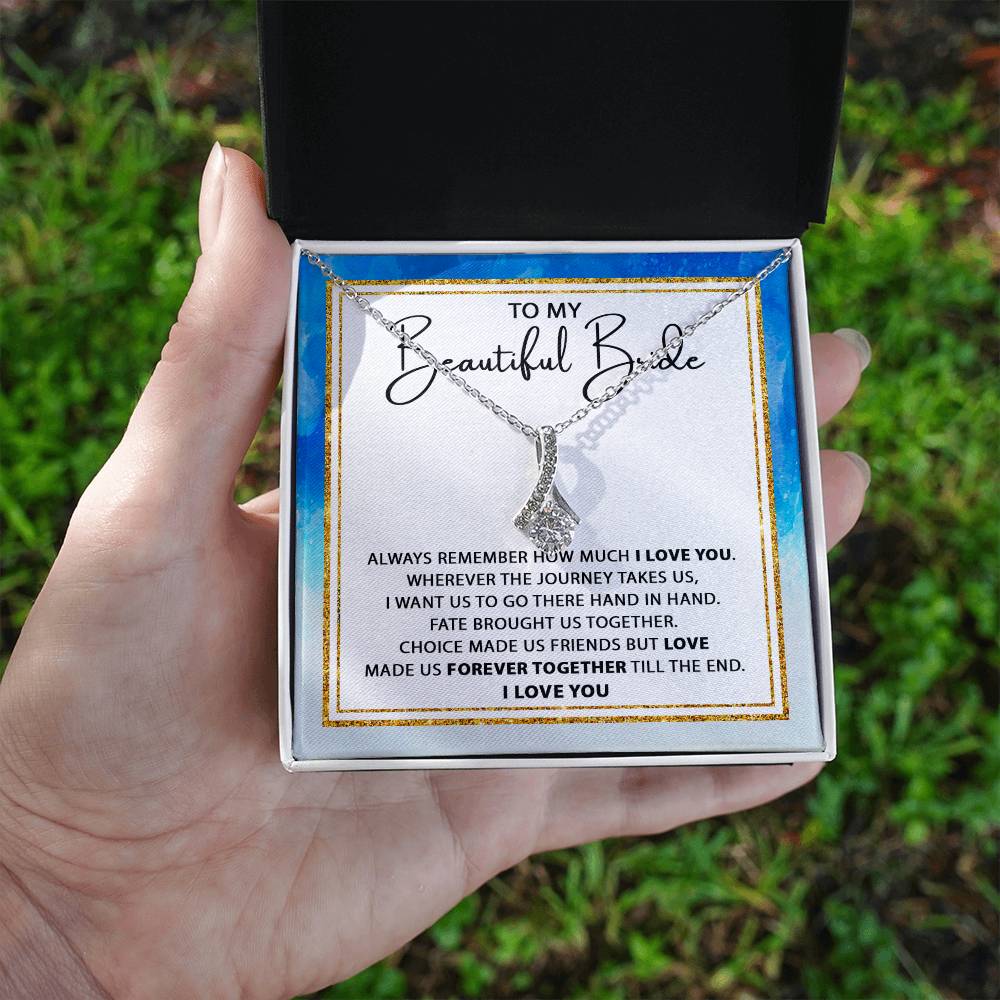 TO MY
Beautiful Bride
ALWAYS REMEMBER HOW MUCH I LOVE YOU.
WHEREVER THE JOURNEY TAKES US,
I WANT US TO GO THERE HAND IN HAND.
FATE BROUGHT US TOGETHER.
CHOICE MADE US FRIENDS BUT LOVE
MADE US FOREVER TOGETHER TILL THE END.
I LOVE YOU